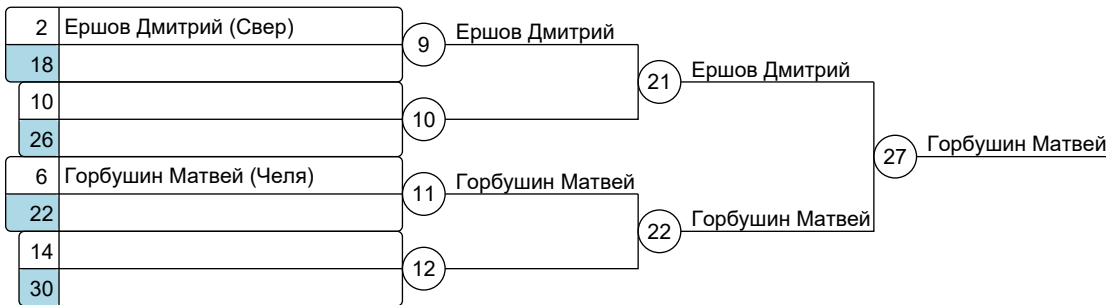 2 Ершов Дмитрий (Свер)
9 Ершов Дмитрий
18
21 Ершов Дмитрий
10
10
26
27 Горбушин Матвей
6 Горбушин Матвей (Челя)
11 Горбушин Матвей
22
22 Горбушин Матвей
14
12
30